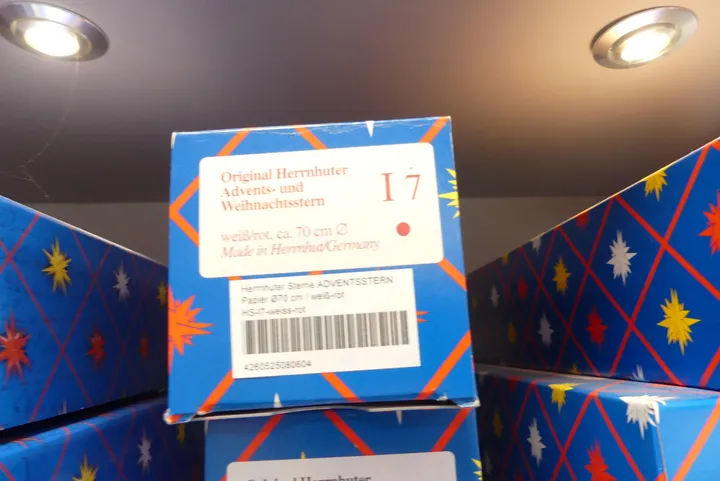 Original Herrnhuter
Advents- und
Weihnachtsstern
I 7
weiß/rot, ca. 70 cm Ø
Made in Herrnhut/Germany
Herrnhuter Sterne ADVENTSSTERN
Papier Ø70 cm / weiß-rot
HS-I7-weiss-rot
4260525080604
Original Herrnhuter